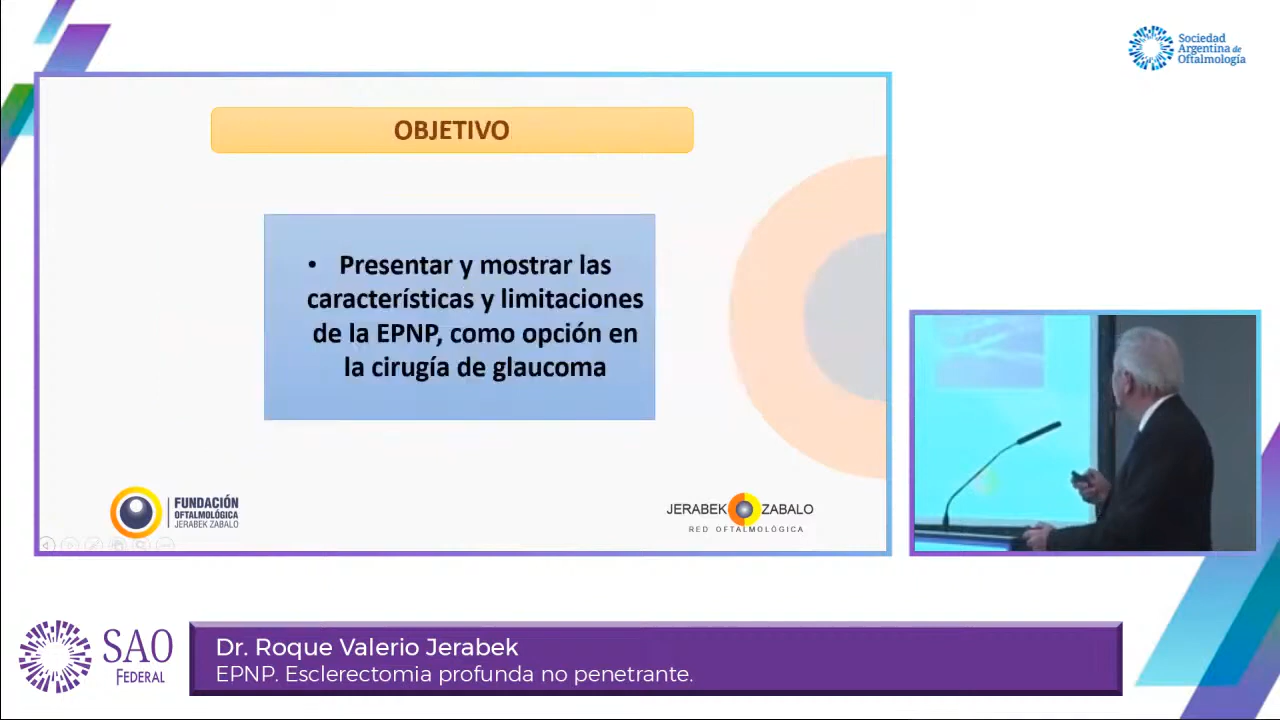 Sociedad
Argentina de
Oftalmología
OBJETIVO
• Presentar y mostrar las
características y limitaciones
de la EPNP, como opción en
la cirugía de glaucoma
FUNDACIÓN
OFTALMOLÓGICA
JERABEK ZABALO
JERABEK ZABALO
RED OFTALMOLÓGICA
SAO
FEDERAL
Dr. Roque Valerio Jerabek
EPNP. Esclerectomia profunda no penetrante.